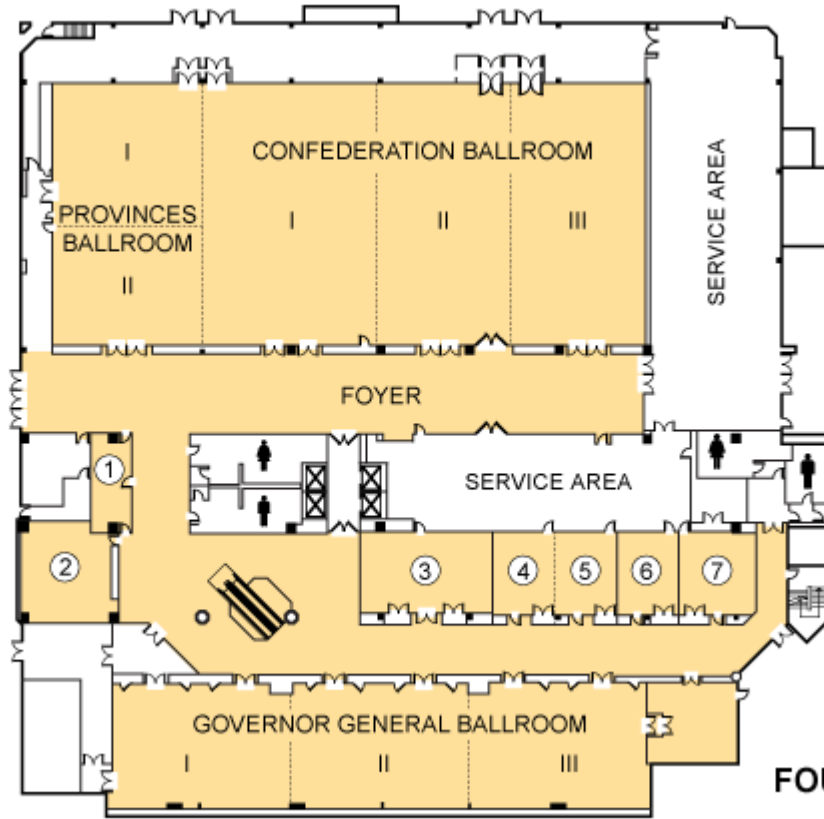 I
CONFEDERATION BALLROOM
PROVINCES
BALLROOM
I
II
III
II
SERVICE AREA
FOYER
1
SERVICE AREA
2
3
4
5
6
7
GOVERNOR GENERAL BALLROOM
I
II
III
FOU